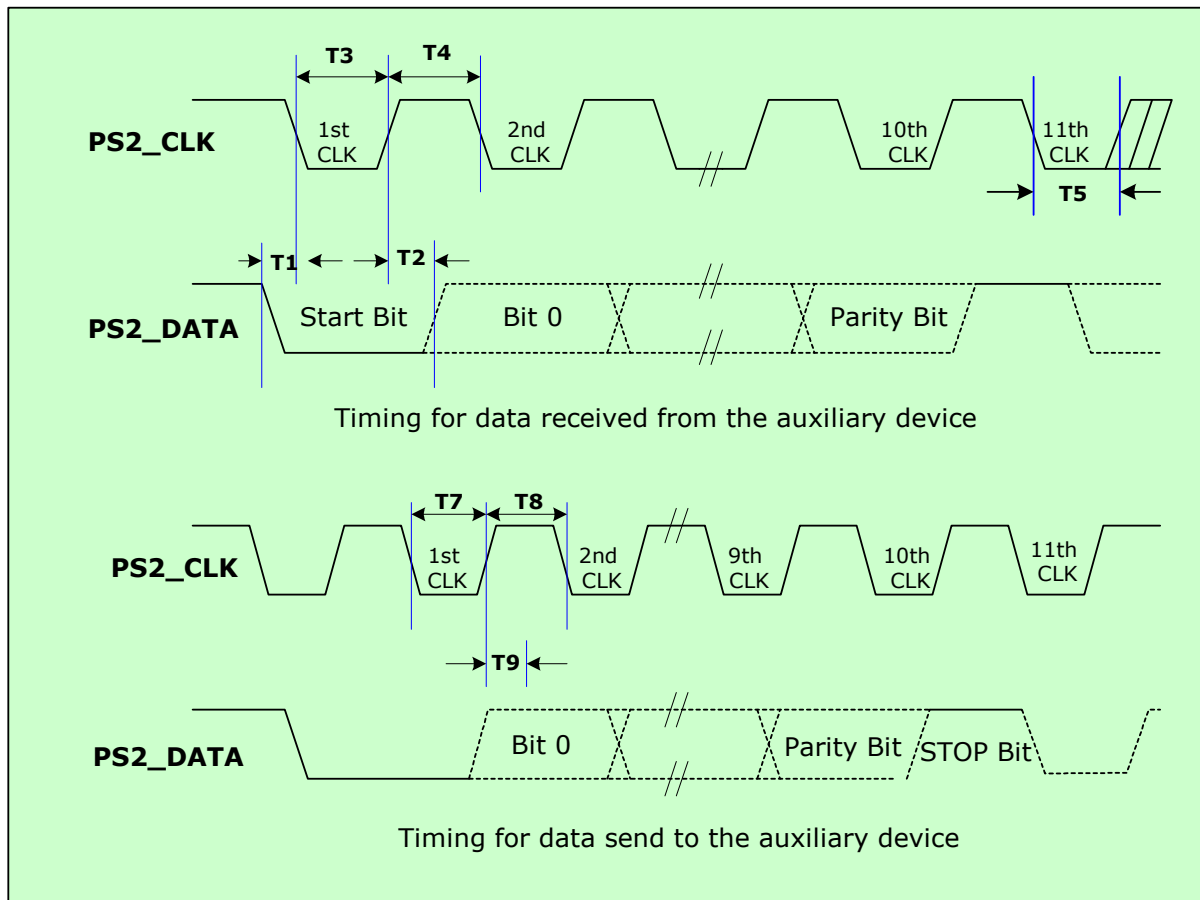 T3
T4
PS2_CLK
1st
CLK
2nd
CLK
10th
CLK
11th
CLK
T5
T1
T2
PS2_DATA
Start Bit
Bit 0
Parity Bit
Timing for data received from the auxiliary device
T7
T8
PS2_CLK
1st
CLK
2nd
CLK
9th
CLK
10th
CLK
11th
CLK
T9
PS2_DATA
Bit 0
Parity Bit
STOP Bit
Timing for data send to the auxiliary device